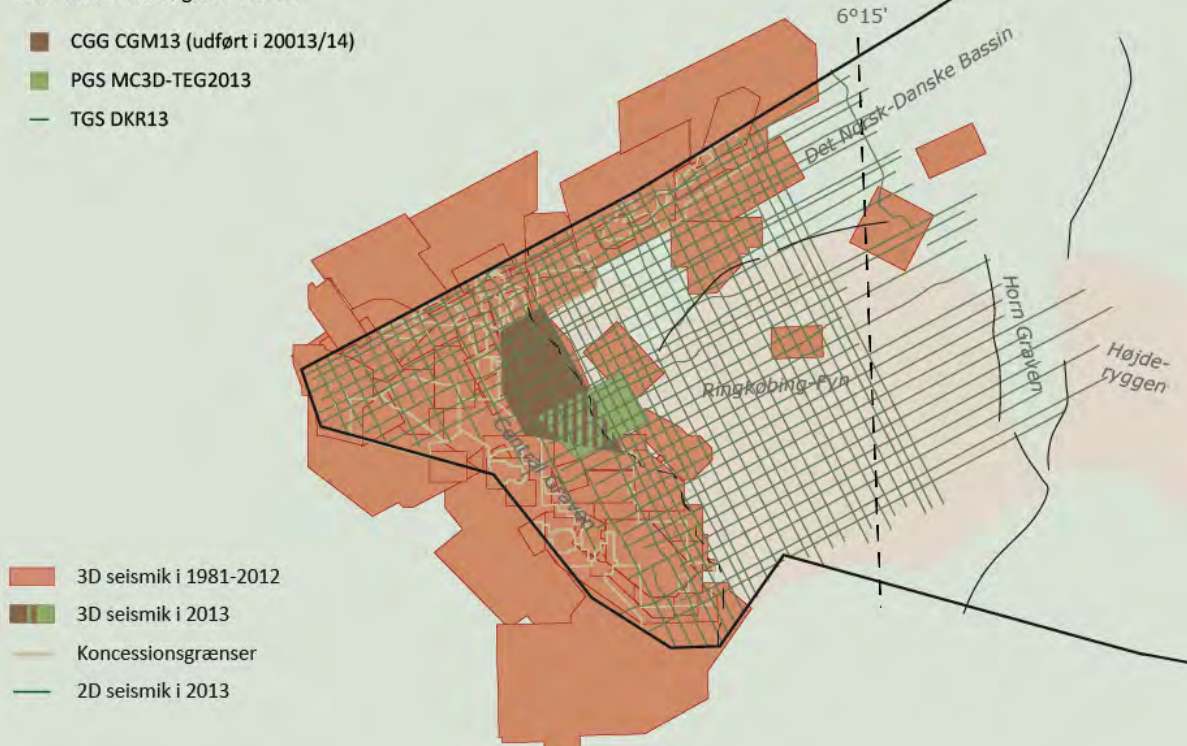 CGG CGM13 (udført i 20013/14)
PGS MC3D-TEG2013
TGS DKR13
6°15'
Det Norsk-Danske Bassin
Horn Graven
Højde-
ryggen
Ringkøbing-Fyn
Central Graven
3D seismik i 1981-2012
3D seismik i 2013
Koncessionsgrænser
2D seismik i 2013